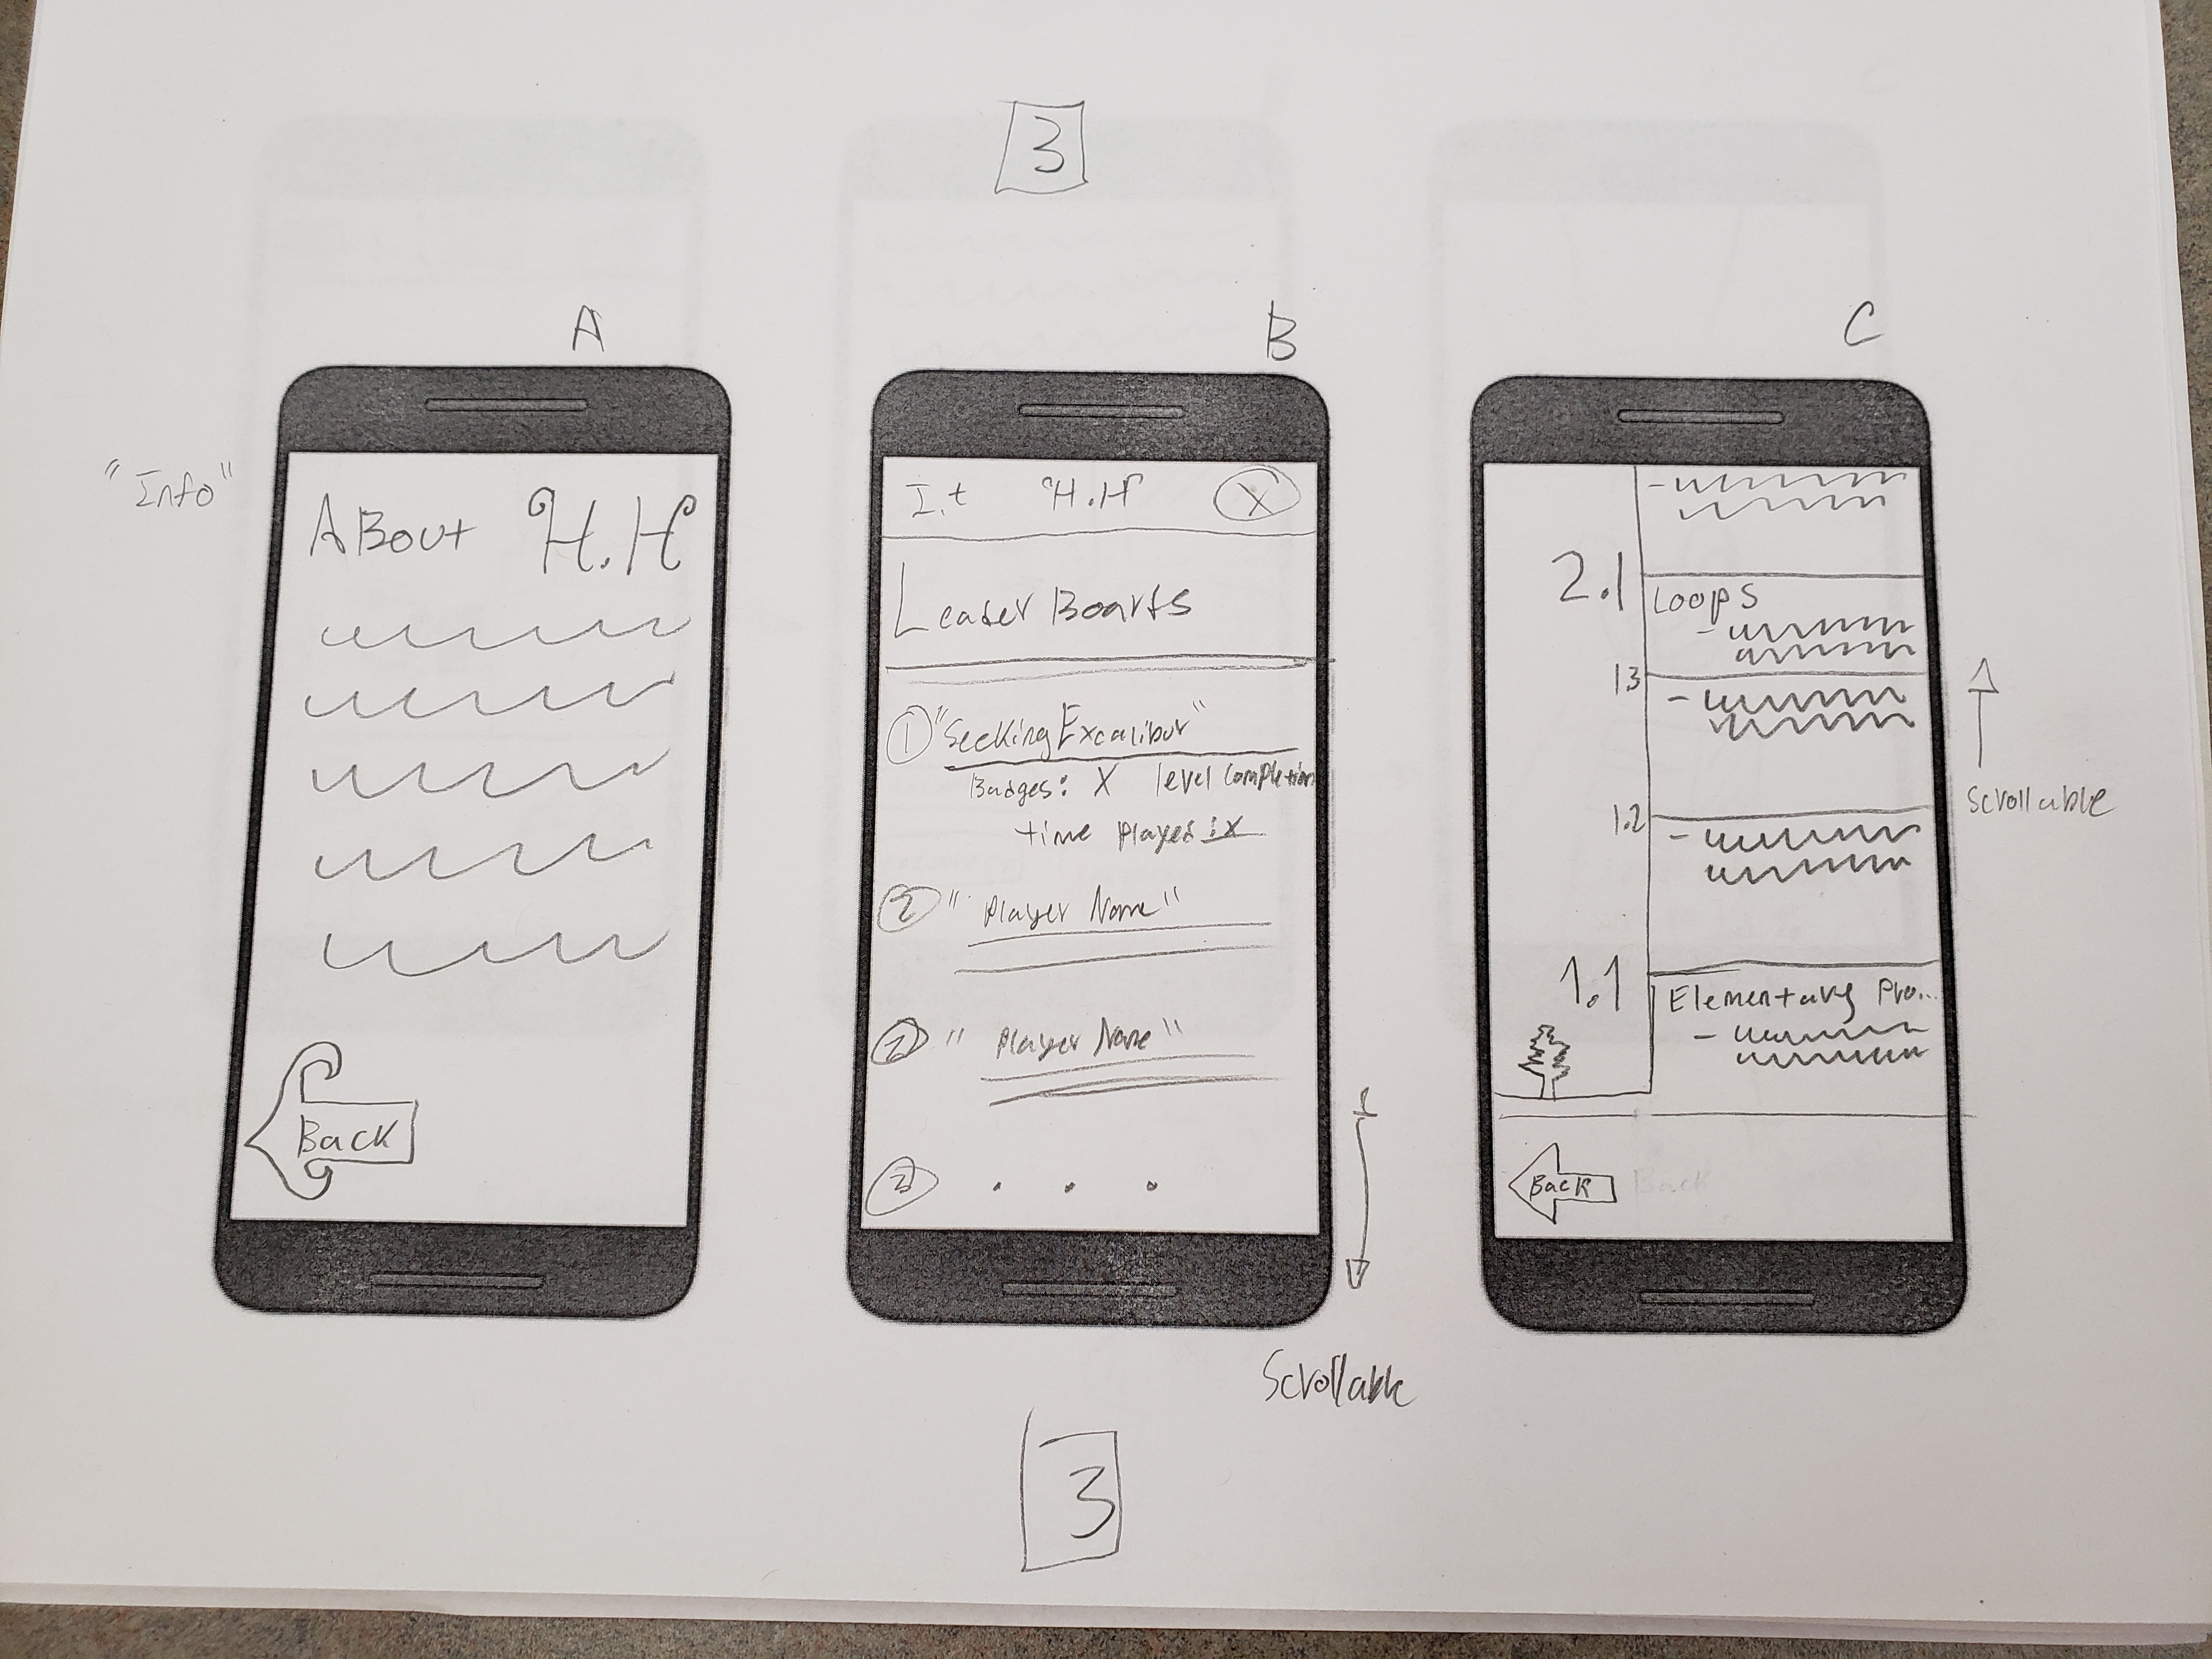 3
A
B
C
"Info"
About H.H
Back
I.t H.H X
Leader Boards
① "Seeking Excalibur"
Badges: X level completion
time played: X
② "Player Name"
② "Player Name"
. . .
Scrollable
2.1
Loops
1.3
1.2
1.1 Elementary Pro...
Back
Back
Scrollable
3